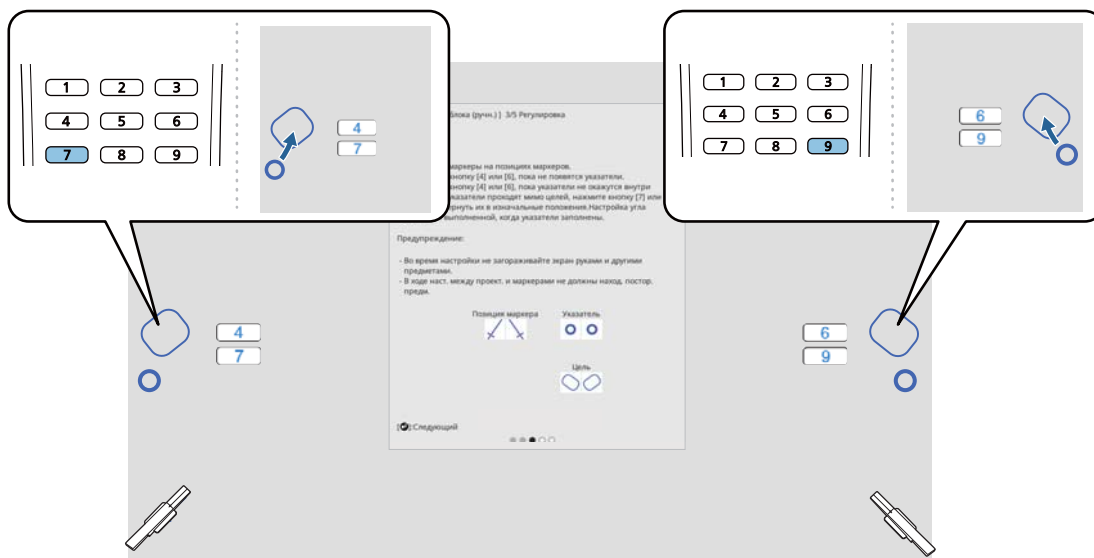 1 2 3
4 5 6
7 8 9
4
7
1 2 3
4 5 6
7 8 9
6
9
блока (ручн.) ] 3/5 Регулировка
маркеры на позициях маркеров.
кнопку [4] или [6], пока не появятся указатели.
кнопку [4] или [6], пока указатели не окажутся внутри
указатели проходят мимо целей, нажмите кнопку [7] или
вернуть их в изначальные положения.Настройка угла
выполненной, когда указатели заполнены.
Предупреждение:
- Во время настройки не загораживайте экран руками и другими
предметами.
- В ходе наст. между проект. и маркерами не должны наход. постор.
предм.
Позиция маркера Указатель
Цель
4
7
6
9
[ ]:Следующий